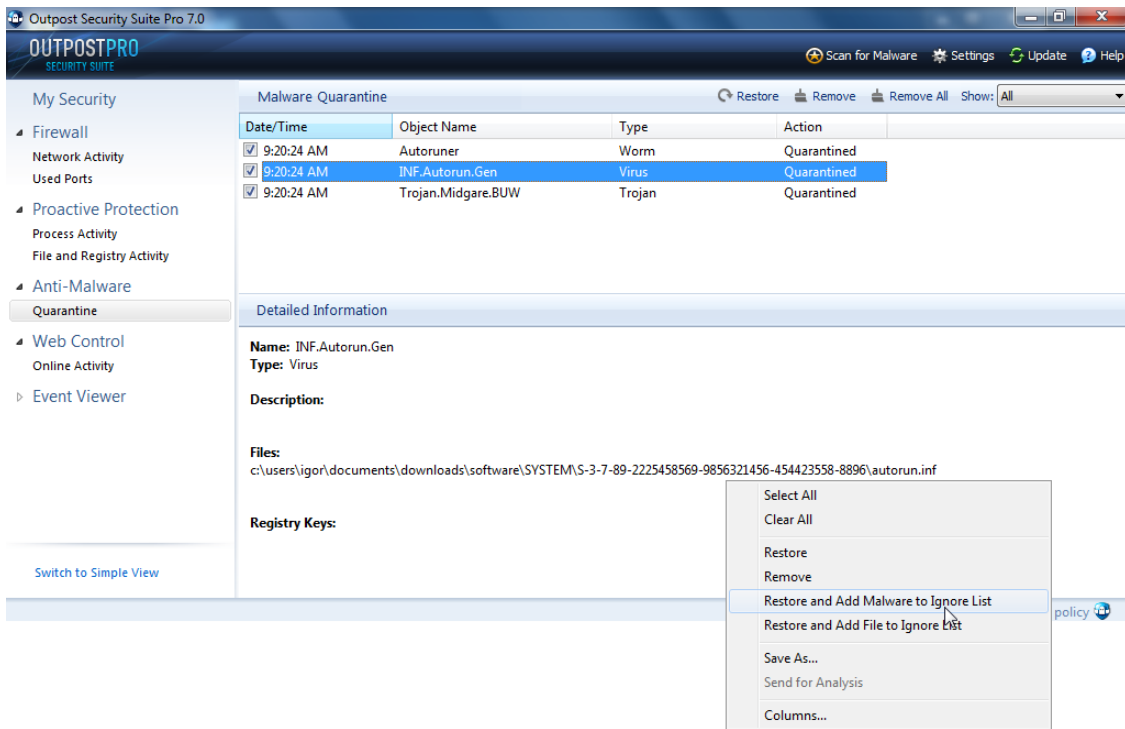 Outpost Security Suite Pro 7.0
OUTPOSTPRO
SECURITY SUITE
Scan for Malware Settings Update Help
My Security
Firewall
Network Activity
Used Ports
Proactive Protection
Process Activity
File and Registry Activity
Anti-Malware
Quarantine
Web Control
Online Activity
Event Viewer
Switch to Simple View
Malware Quarantine Restore Remove Remove All Show: All
Date/Time Object Name Type Action
9:20:24 AM Autoruner Worm Quarantined
9:20:24 AM INF.Autorun.Gen Virus Quarantined
9:20:24 AM Trojan.Midgare.BUW Trojan Quarantined
Detailed Information
Name: INF.Autorun.Gen
Type: Virus
Description:
Files:
c:\users\igor\documents\downloads\software\SYSTEM\S-3-7-89-2225458569-9856321456-454423558-8896\autorun.inf
Registry Keys:
Select All
Clear All
Restore
Remove
Restore and Add Malware to Ignore List
Restore and Add File to Ignore List
Save As...
Send for Analysis
Columns...
policy